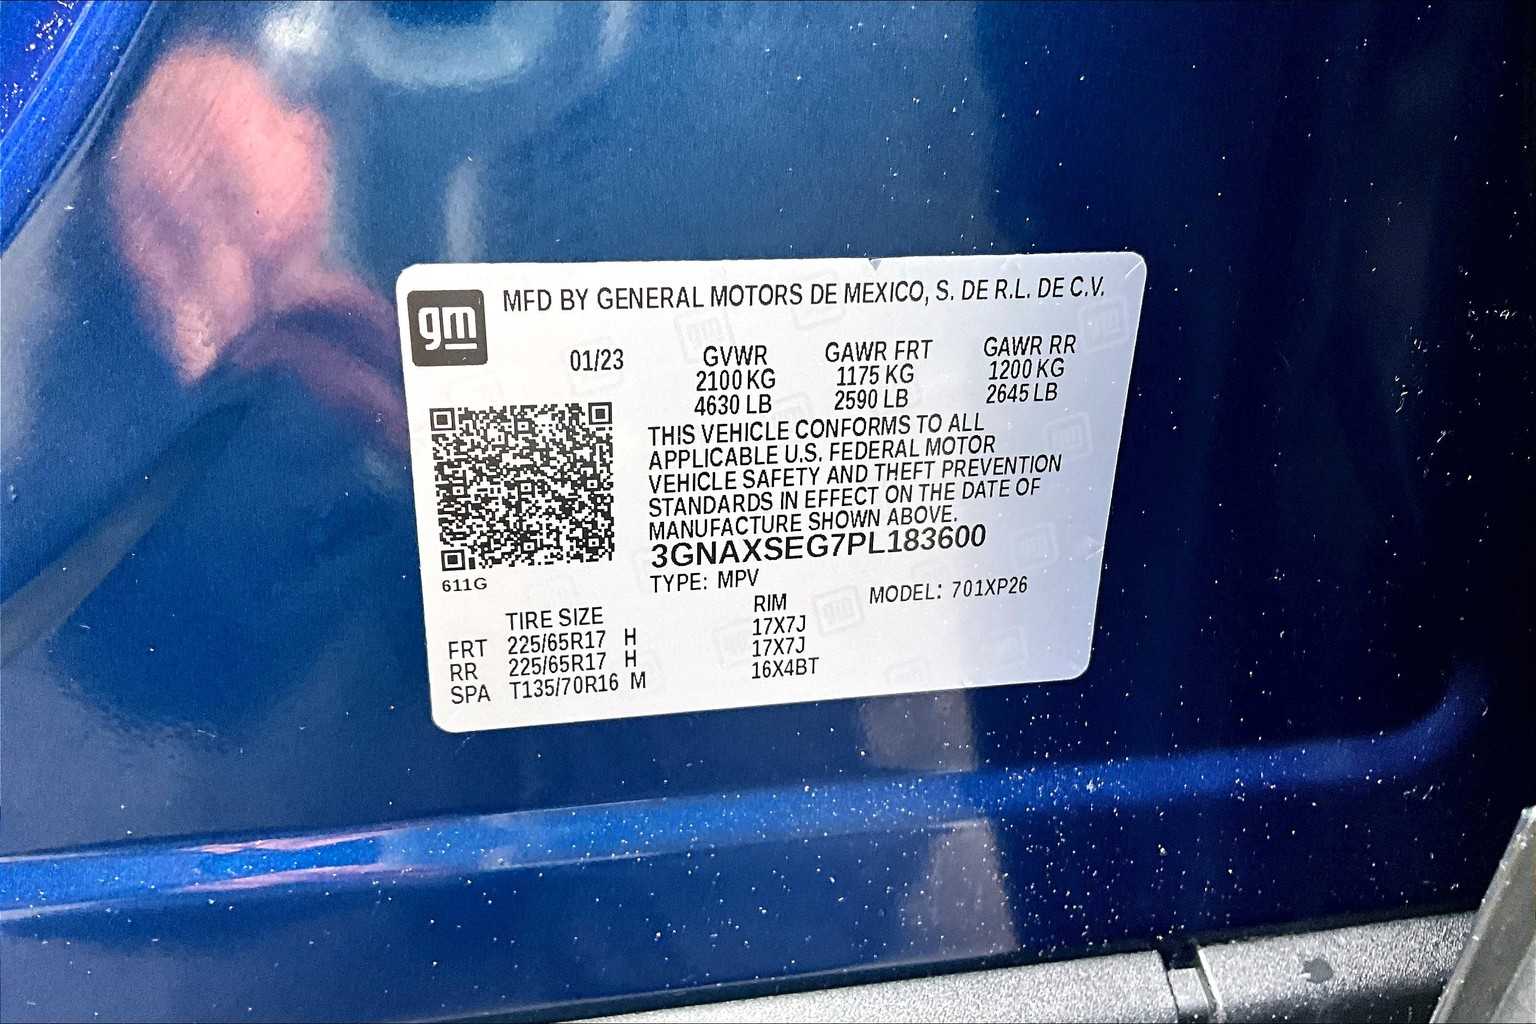 gm
MFD BY GENERAL MOTORS DE MEXICO, S. DE R.L. DE C.V.
01/23 GVWR GAWR FRT GAWR RR
2100 KG 1175 KG 1200 KG
4630 LB 2590 LB 2645 LB
THIS VEHICLE CONFORMS TO ALL
APPLICABLE U.S. FEDERAL MOTOR
VEHICLE SAFETY AND THEFT PREVENTION
STANDARDS IN EFFECT ON THE DATE OF
MANUFACTURE SHOWN ABOVE.
3GNAXSEG7PL183600
611G
TYPE: MPV MODEL: 701XP26
TIRE SIZE RIM
FRT 225/65R17 H 17X7J
RR 225/65R17 H 17X7J
SPA T135/70R16 M 16X4BT